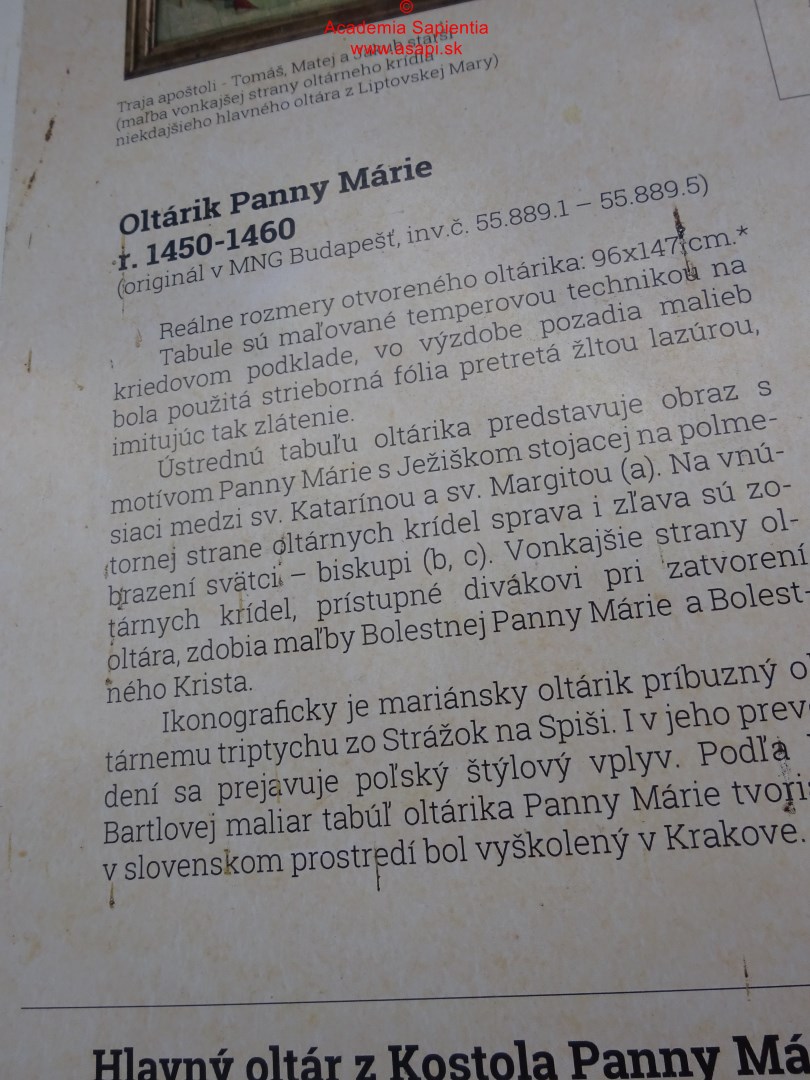 ©
Academia Sapientia
www.asapi.sk
Traja apoštoli - Tomáš, Matej a Jakub starší
(maľba vonkajšej strany oltárneho krídla
niekdajšieho hlavného oltára z Liptovskej Mary)
Oltárik Panny Márie
r. 1450-1460
(originál v MNG Budapešť, inv.č. 55.889.1 – 55.889.5)
Reálne rozmery otvoreného oltárika: 96x147 cm.*
Tabule sú maľované temperovou technikou na
kriedovom podklade, vo výzdobe pozadia malieb
bola použitá strieborná fólia pretretá žltou lazúrou,
imitujúc tak zlátenie.
Ústrednú tabuľu oltárika predstavuje obraz s
motívom Panny Márie s Ježiškom stojacej na polme-
siaci medzi sv. Katarínou a sv. Margitou (a). Na vnú-
tornej strane oltárnych krídel sprava i zľava sú zo-
brazení svätci – biskupi (b, c). Vonkajšie strany ol-
tárnych krídel, prístupné divákovi pri zatvorení
oltára, zdobia maľby Bolestnej Panny Márie a Bolest-
ného Krista.
Ikonograficky je mariánsky oltárik príbuzný
tárnemu triptychu zo Strážok na Spiši. I v jeho
dení sa prejavuje poľský štýlový vplyv. Podľa
Bartlovej maliar tabúľ oltárika Panny Márie
v slovenskom prostredí bol vyškolený v Krakove.
Hlavný oltár z Kostola Panny